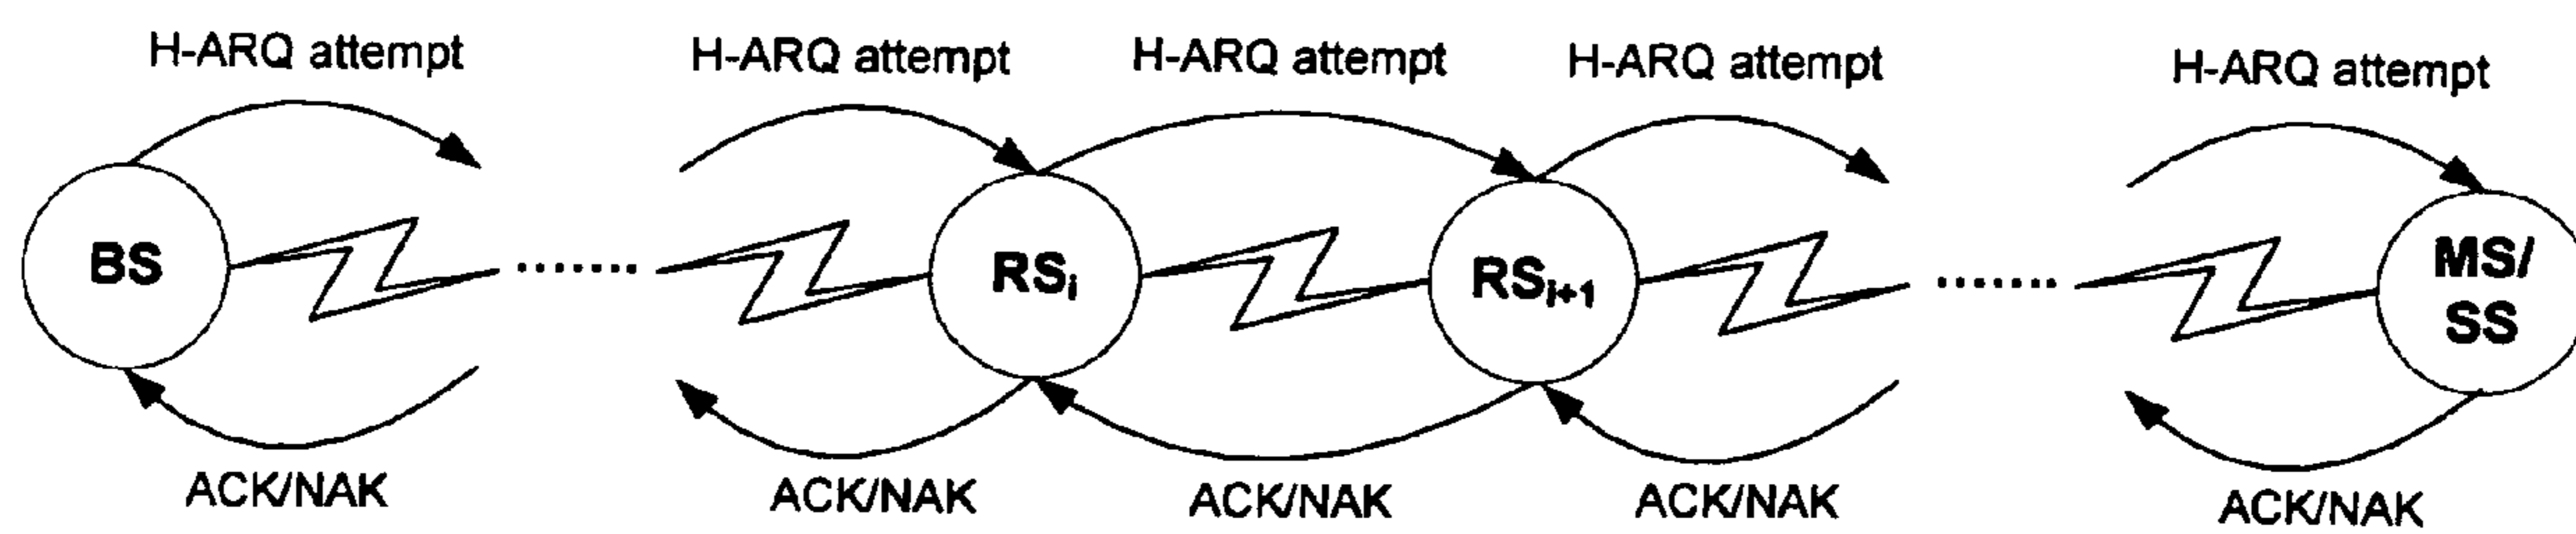 H-ARQ attempt
H-ARQ attempt
H-ARQ attempt
H-ARQ attempt
H-ARQ attempt
BS
RSi
RSi+1
MS/
SS
ACK/NAK
ACK/NAK
ACK/NAK
ACK/NAK
ACK/NAK